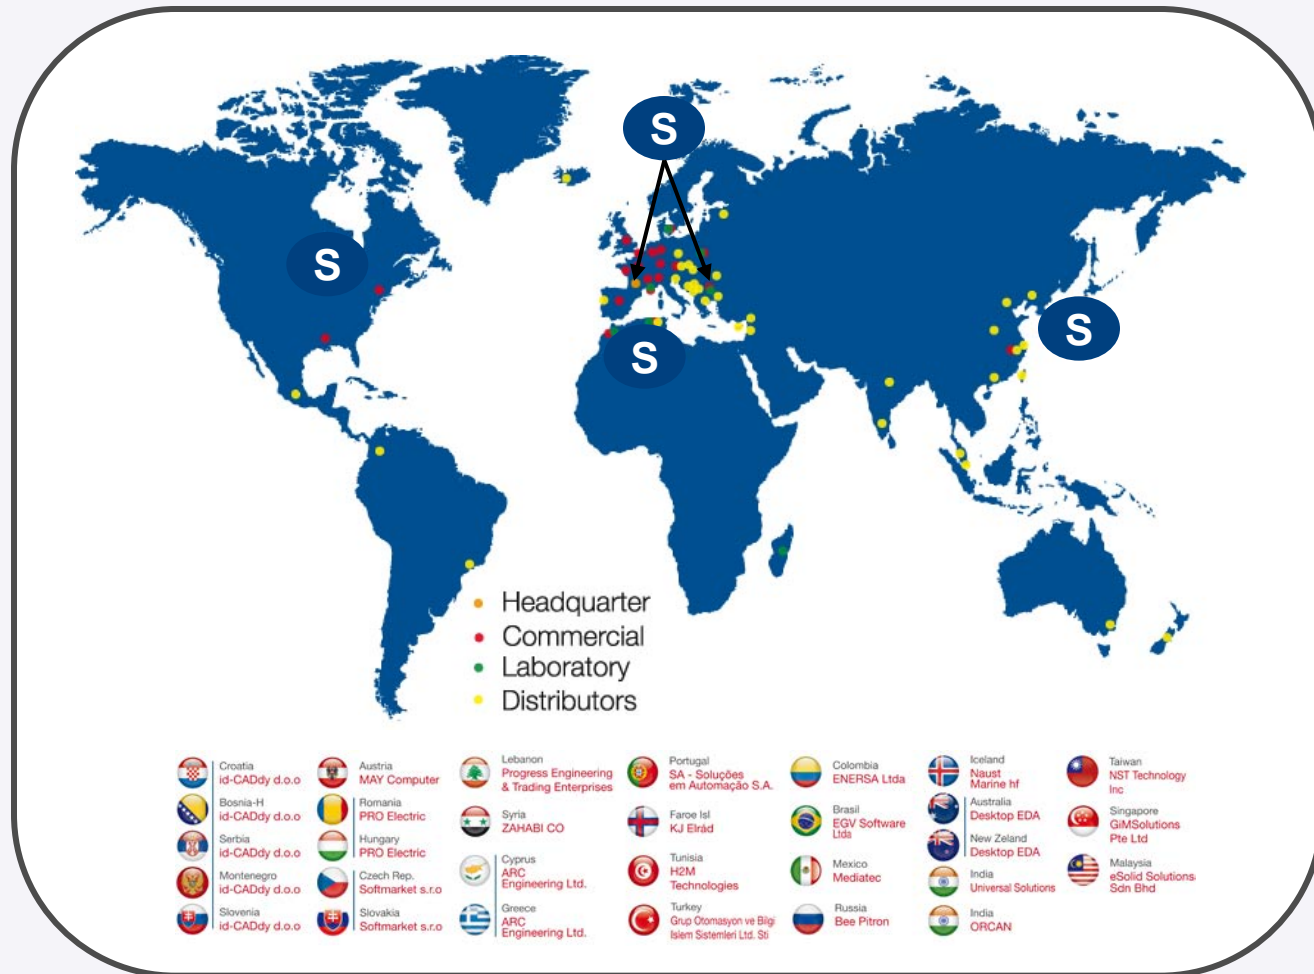 S
S
S
S
Headquarter
Commercial
Laboratory
Distributors
Croatia
id-CADdy d.o.o
Bosnia-H
id-CADdy d.o.o
Serbia
id-CADdy d.o.o
Montenegro
id-CADdy d.o.o
Slovenia
id-CADdy d.o.o
Austria
MAY Computer
Romania
PRO Electric
Hungary
PRO Electric
Czech Rep.
Softmarket s.r.o
Slovakia
Softmarket s.r.o
Lebanon
Progress Engineering
& Trading Enterprises
Syria
ZAHABI CO
Cyprus
ARC
Engineering Ltd.
Greece
ARC
Engineering Ltd.
Portugal
SA - Soluções
em Automação S.A.
Faroe Isl
KJ Elrád
Tunisia
H2M
Technologies
Turkey
Grup Otomasyon ve Bilgi
Islem Sistemleri Ltd. Sti
Colombia
ENERSA Ltda
Brasil
EGV Software
Ltda
Mexico
Mediatec
Russia
Bee Pitron
Iceland
Naust
Marine hf
Australia
Desktop EDA
New Zeland
Desktop EDA
India
Universal Solutions
India
ORCAN
Taiwan
NST Technology
Inc
Singapore
GiMSolutions
Pte Ltd
Malaysia
eSolid Solutions
Sdn Bhd